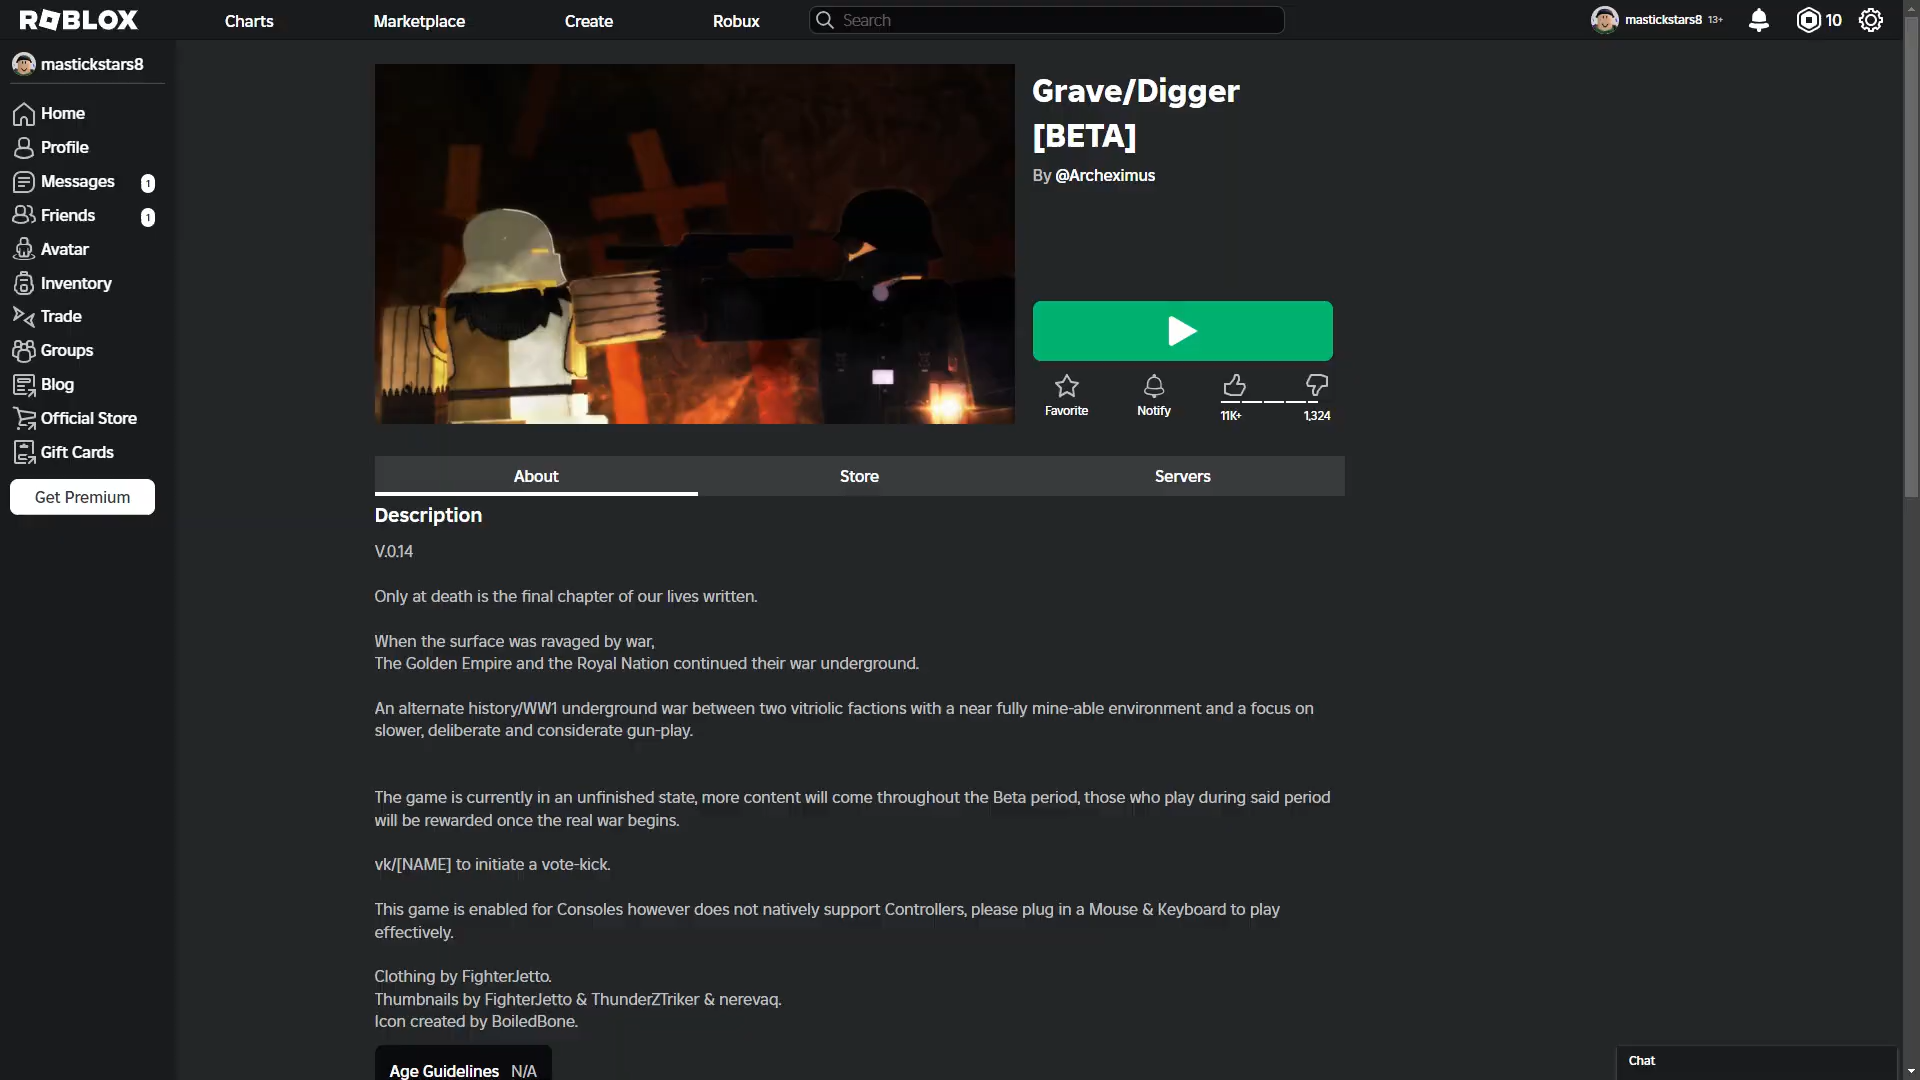 ROBLOX
Charts
Marketplace
Create
Robux
Search
mastickstars8 13+
10
mastickstars8
Home
Profile
Messages 1
Friends 1
Avatar
Inventory
Trade
Groups
Blog
Official Store
Gift Cards
Get Premium
Grave/Digger
[BETA]
By @Archeximus
Favorite
Notify
11K+
1,324
About
Store
Servers
Description
V.0.14
Only at death is the final chapter of our lives written.
When the surface was ravaged by war,
The Golden Empire and the Royal Nation continued their war underground.
An alternate history/WW1 underground war between two vitriolic factions with a near fully mine-able environment and a focus on
slower, deliberate and considerate gun-play.
The game is currently in an unfinished state, more content will come throughout the Beta period, those who play during said period
will be rewarded once the real war begins.
vk/[NAME] to initiate a vote-kick.
This game is enabled for Consoles however does not natively support Controllers, please plug in a Mouse & Keyboard to play
effectively.
Clothing by FighterJetto.
Thumbnails by FighterJetto & ThunderZTriker & nerevaq.
Icon created by BoiledBone.
Age Guidelines N/A
Chat